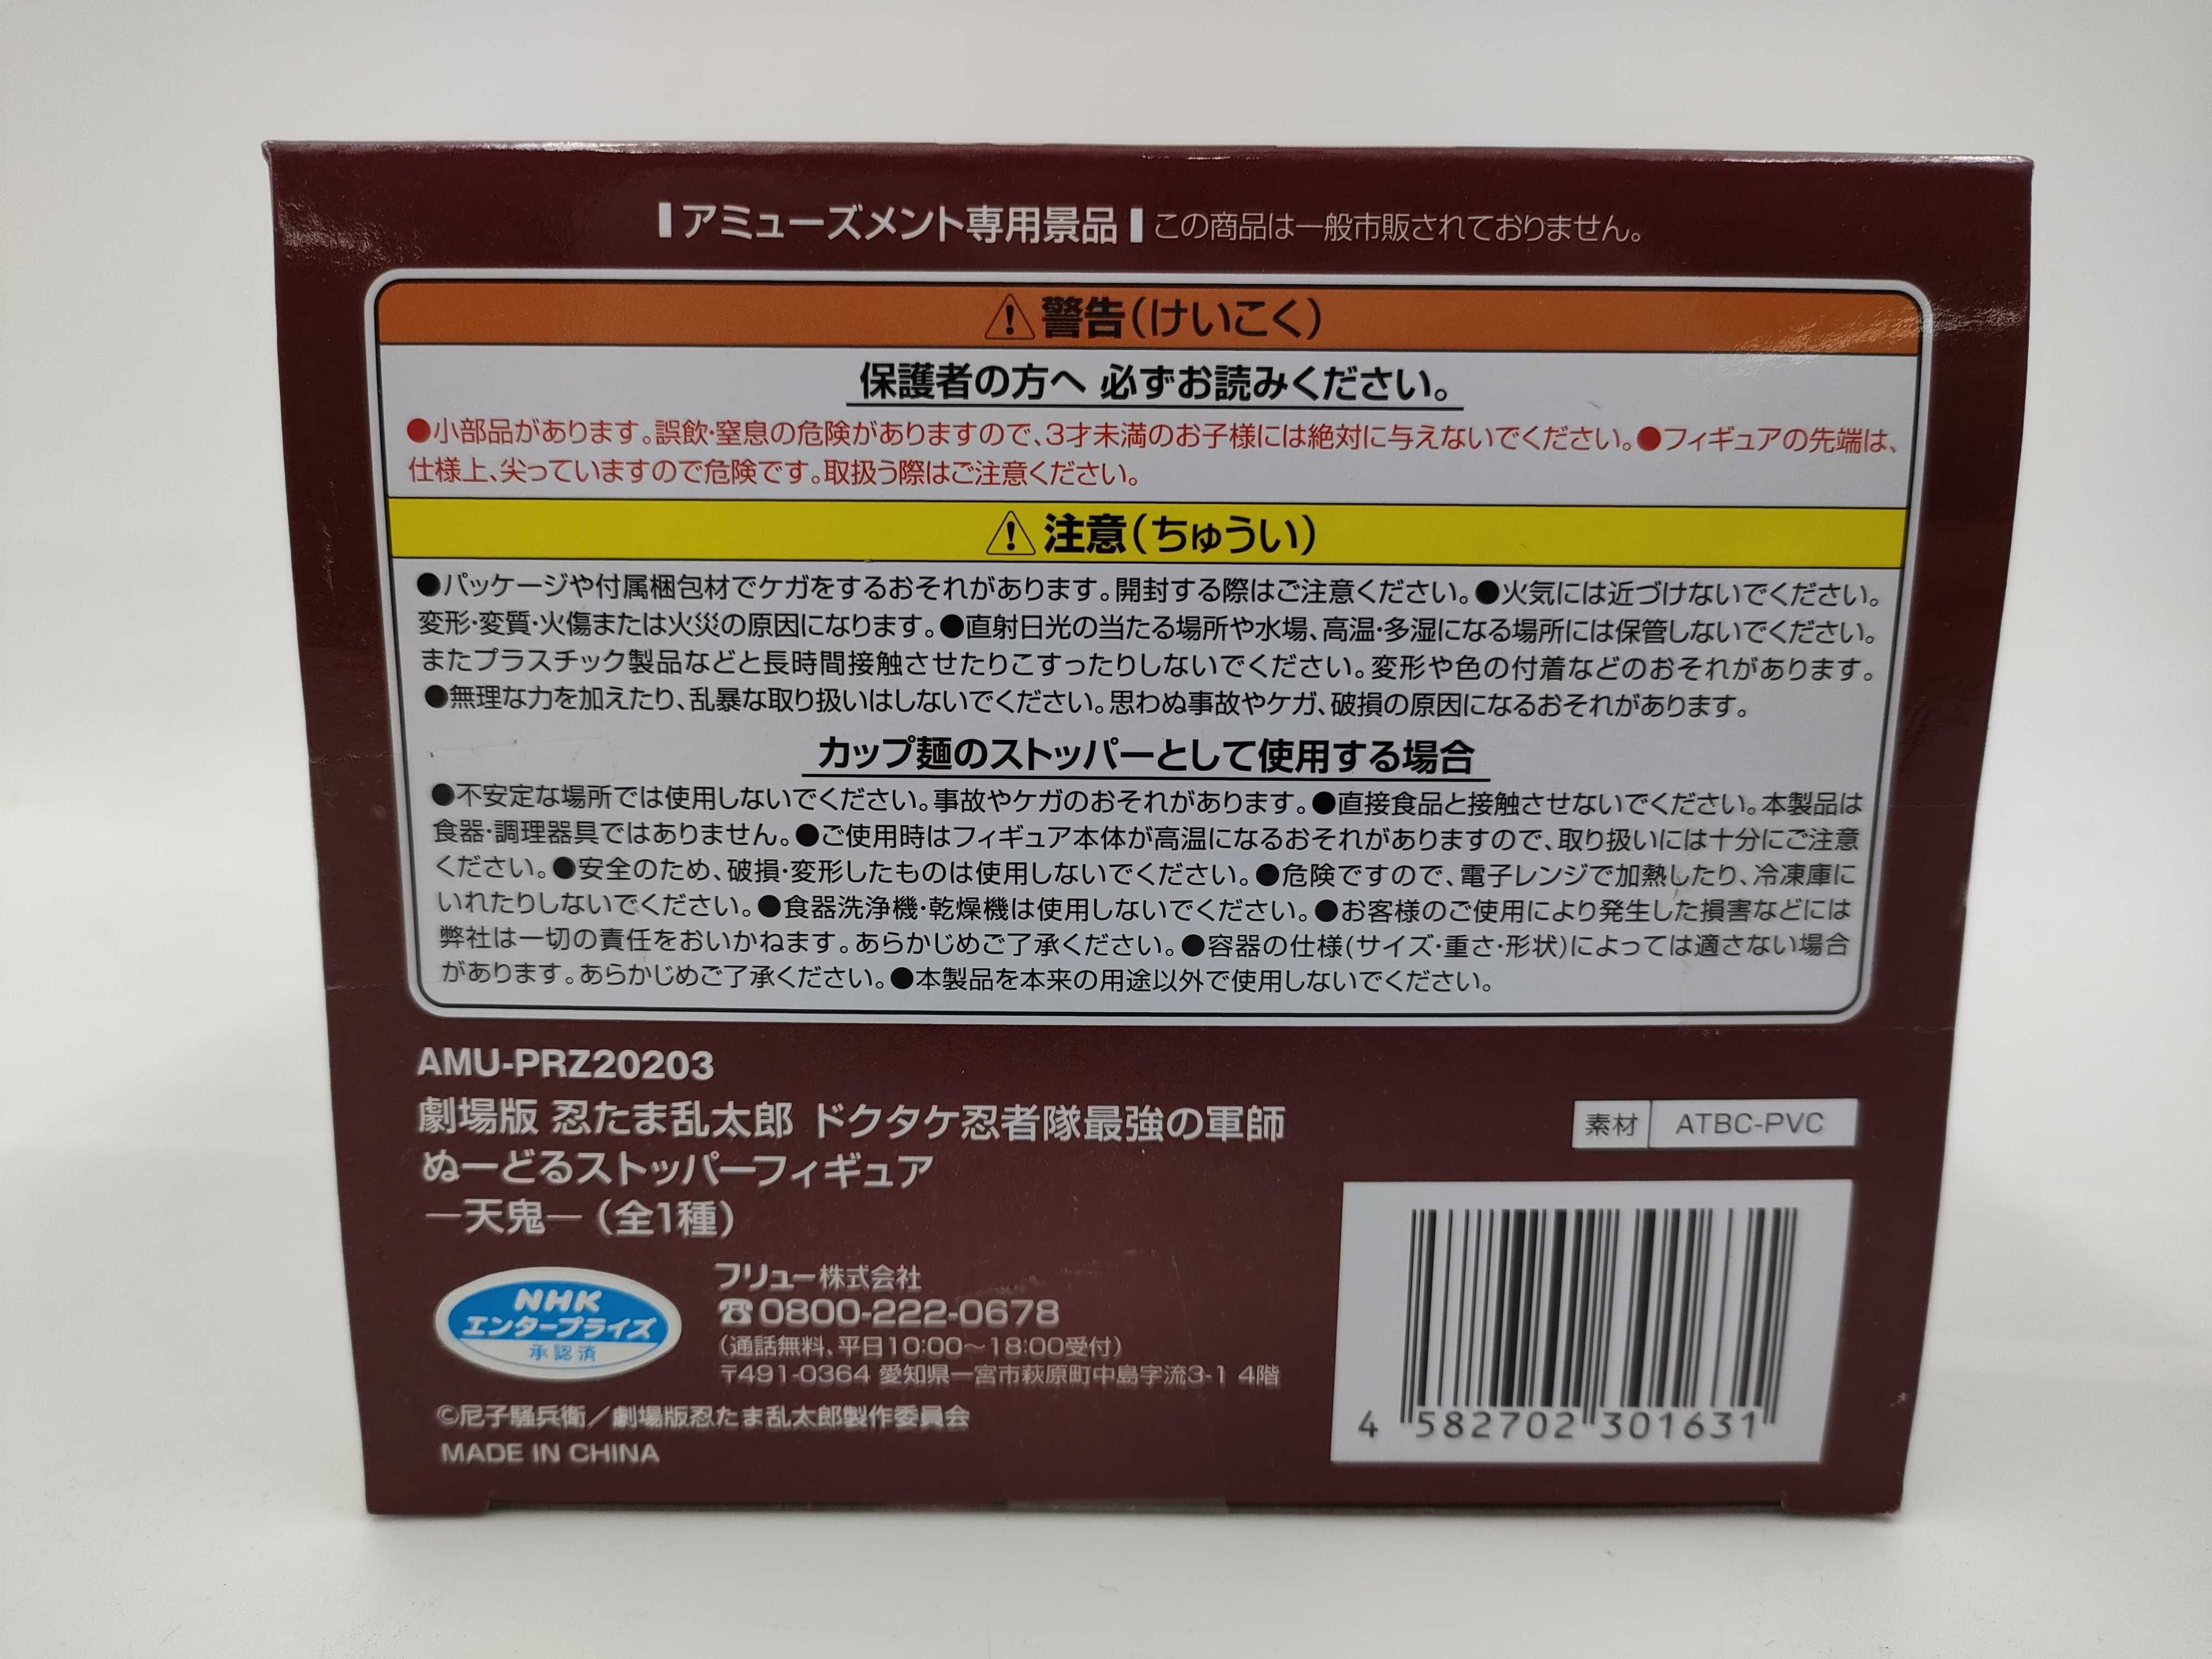 アミューズメント専用景品 この商品は一般市販されておりません。
⚠警告(けいこく)
保護者の方へ 必ずお読みください。
●小部品があります。誤飲・窒息の危険がありますので、3才未満のお子様には絶対に与えないでください。●フィギュアの先端は、
仕様上、尖っていますので危険です。取扱う際はご注意ください。
⚠注意(ちゅうい)
●パッケージや付属梱包材でケガをするおそれがあります。開封する際はご注意ください。●火気には近づけないでください。
変形・変質・火傷または火災の原因になります。●直射日光の当たる場所や水場、高温・多湿になる場所には保管しないでください。
またプラスチック製品などと長時間接触させたりこすったりしないでください。変形や色の付着などのおそれがあります。
●無理な力を加えたり、乱暴な取り扱いはしないでください。思わぬ事故やケガ、破損の原因になるおそれがあります。
カップ麺のストッパーとして使用する場合
●不安定な場所では使用しないでください。事故やケガのおそれがあります。●直接食品と接触させないでください。本製品は
食器・調理器具ではありません。●ご使用時はフィギュア本体が高温になるおそれがありますので、取り扱いには十分にご注意
ください。●安全のため、破損・変形したものは使用しないでください。●危険ですので、電子レンジで加熱したり、冷凍庫に
いれたりしないでください。●食器洗浄機・乾燥機は使用しないでください。●お客様のご使用により発生した損害などには
弊社は一切の責任をおいかねます。あらかじめご了承ください。●容器の仕様(サイズ・重さ・形状)によっては適さない場合
があります。あらかじめご了承ください。●本製品を本来の用途以外で使用しないでください。
AMU-PRZ20203
劇場版 忍たま乱太郎 ドクタケ忍者隊最強の軍師
ぬーどるストッパーフィギュア
―天鬼―(全1種)
素材 ATBC-PVC
NHK
エンタープライズ
承認済
フリュー株式会社
☎0800-222-0678
(通話無料、平日10:00～18:00受付)
〒491-0364 愛知県一宮市萩原町中島字流3-1 4階
©尼子騒兵衛/劇場版忍たま乱太郎製作委員会
MADE IN CHINA
4 582702 301631